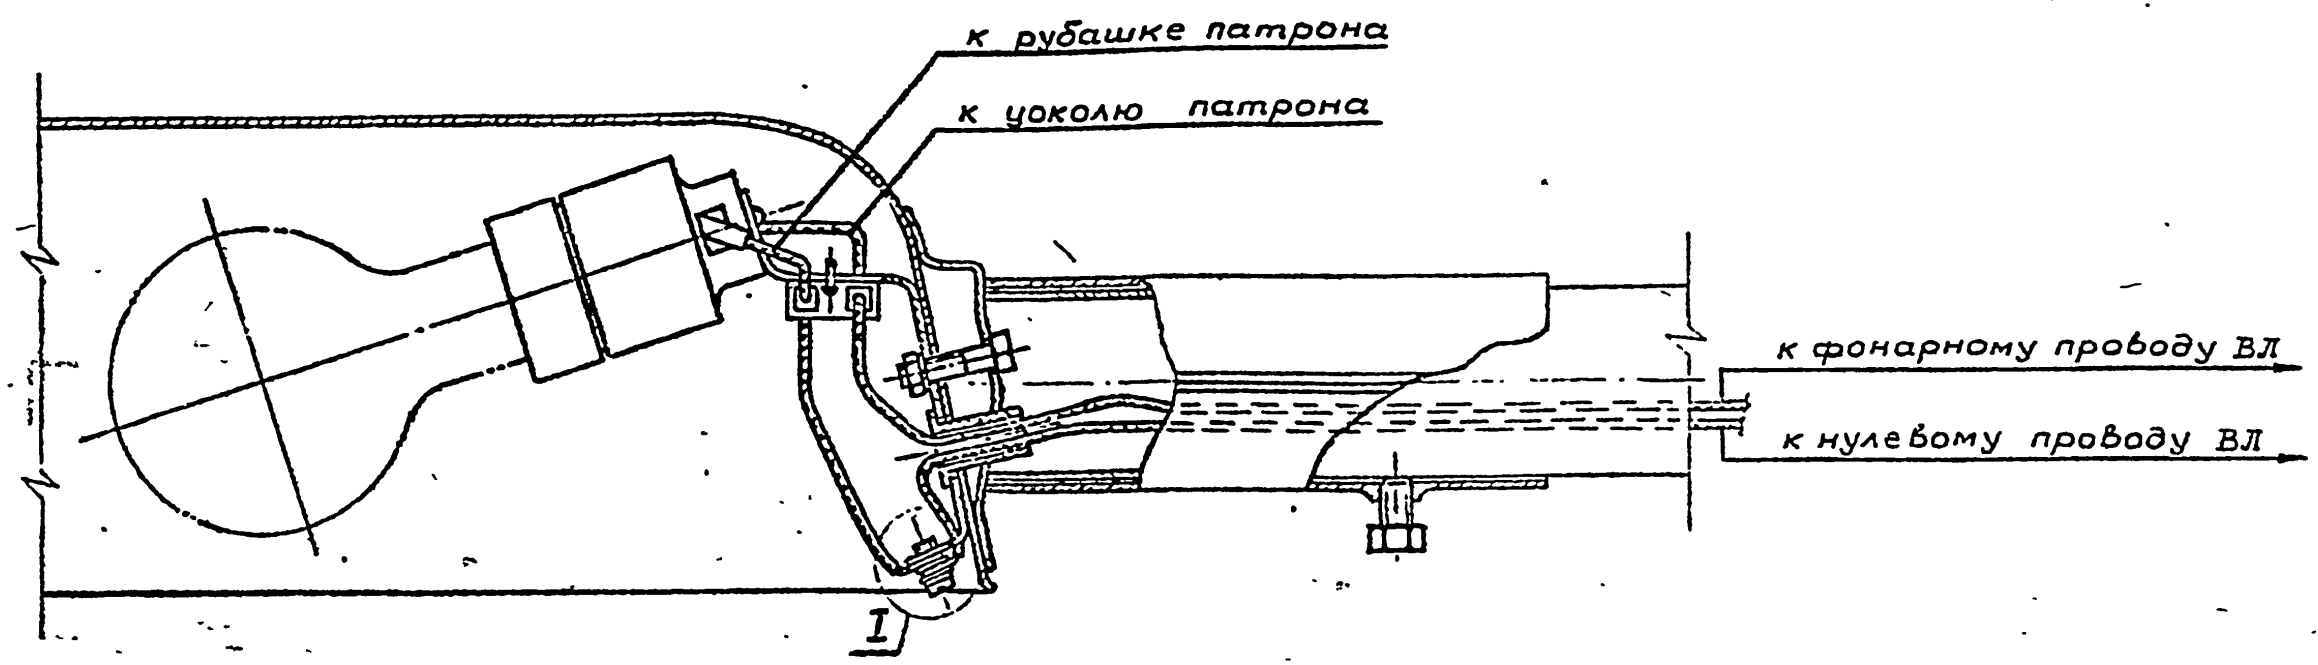 к рубашке патрона
к цоколю патрона
к фонарному проводу ВЛ
к нулевому проводу ВЛ
I